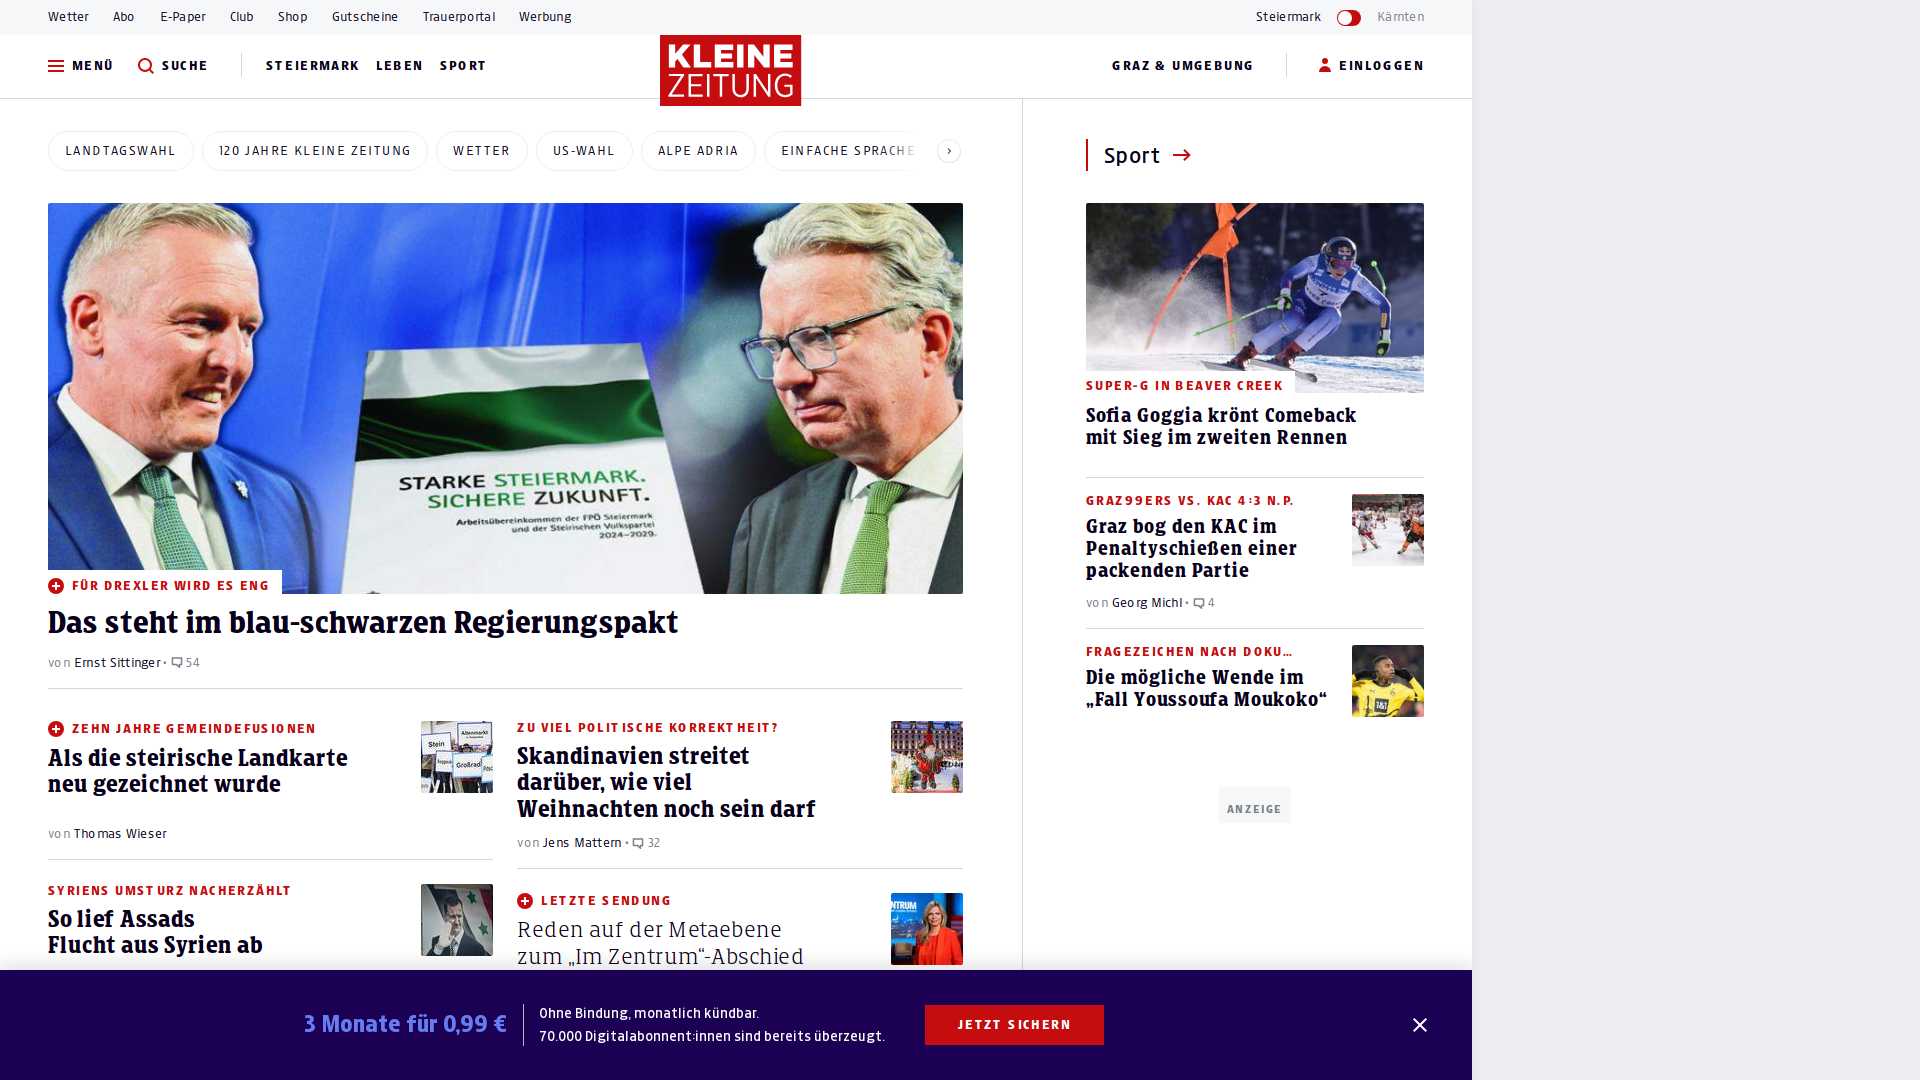 Wetter Abo E-Paper Club Shop Gutscheine Trauerportal Werbung Steiermark Kärnten
MENÜ SUCHE STEIERMARK LEBEN SPORT KLEINE ZEITUNG GRAZ & UMGEBUNG EINLOGGEN
LANDTAGSWAHL 120 JAHRE KLEINE ZEITUNG WETTER US-WAHL ALPE ADRIA EINFACHE SPRACHE
STARKE STEIERMARK.
SICHERE ZUKUNFT.
Arbeitsübereinkommen der FPÖ Steiermark
und der Steirischen Volkspartei
2024–2029.
FÜR DREXLER WIRD ES ENG
Das steht im blau-schwarzen Regierungspakt
von Ernst Sittinger • 54
ZEHN JAHRE GEMEINDEFUSIONEN
Als die steirische Landkarte
neu gezeichnet wurde
von Thomas Wieser
Stein
Altenmarkt
Großradl
SYRIENS UMSTURZ NACHERZÄHLT
So lief Assads
Flucht aus Syrien ab
ZU VIEL POLITISCHE KORREKTHEIT?
Skandinavien streitet
darüber, wie viel
Weihnachten noch sein darf
von Jens Mattern • 32
LETZTE SENDUNG
Reden auf der Metaebene
zum „Im Zentrum“-Abschied
NTRUM
Sport
SUPER-G IN BEAVER CREEK
Sofia Goggia krönt Comeback
mit Sieg im zweiten Rennen
GRAZ99ERS VS. KAC 4:3 N.P.
Graz bog den KAC im
Penaltyschießen einer
packenden Partie
von Georg Michl • 4
FRAGEZEICHEN NACH DOKU…
Die mögliche Wende im
„Fall Youssoufa Moukoko“
1&1
ANZEIGE
3 Monate für 0,99 €
Ohne Bindung, monatlich kündbar.
70.000 Digitalabonnent:innen sind bereits überzeugt.
JETZT SICHERN